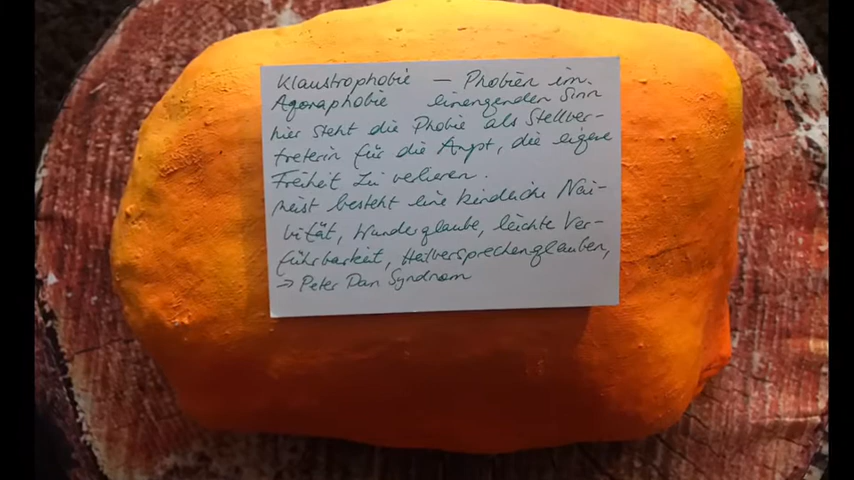 Klaustrophobie — Phobien im
Agoraphobie einengenden Sinn
hier steht die Phobie als Stellver-
treterin für die Angst, die eigene
Freiheit zu verlieren.
Meist besteht eine kindliche Nai-
vität, Wunderglaube, leichte Ver-
führbarkeit, Heilversprechenglauben,
→ Peter Pan Syndrom